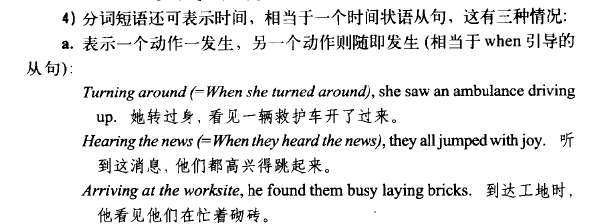 4) 分词短语还可表示时间，相当于一个时间状语从句，这有三种情况：
a. 表示一个动作一发生，另一个动作则随即发生 (相当于 when 引导的
从句)：
Turning around (=When she turned around), she saw an ambulance driving
up. 她转过身，看见一辆救护车开了过来。
Hearing the news (=When they heard the news), they all jumped with joy. 听
到这消息，他们都高兴得跳起来。
Arriving at the worksite, he found them busy laying bricks. 到达工地时，
他看见他们在忙着砌砖。